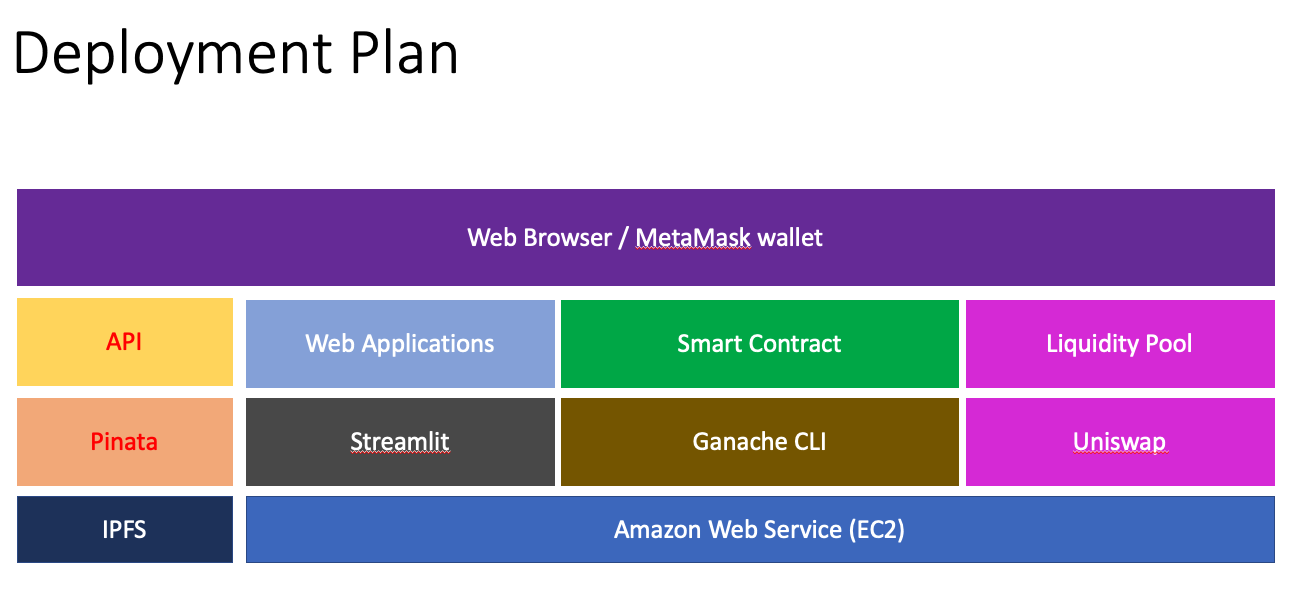 Deployment Plan
Web Browser / MetaMask wallet
API
Web Applications
Smart Contract
Liquidity Pool
Pinata
Streamlit
Ganache CLI
Uniswap
IPFS
Amazon Web Service (EC2)